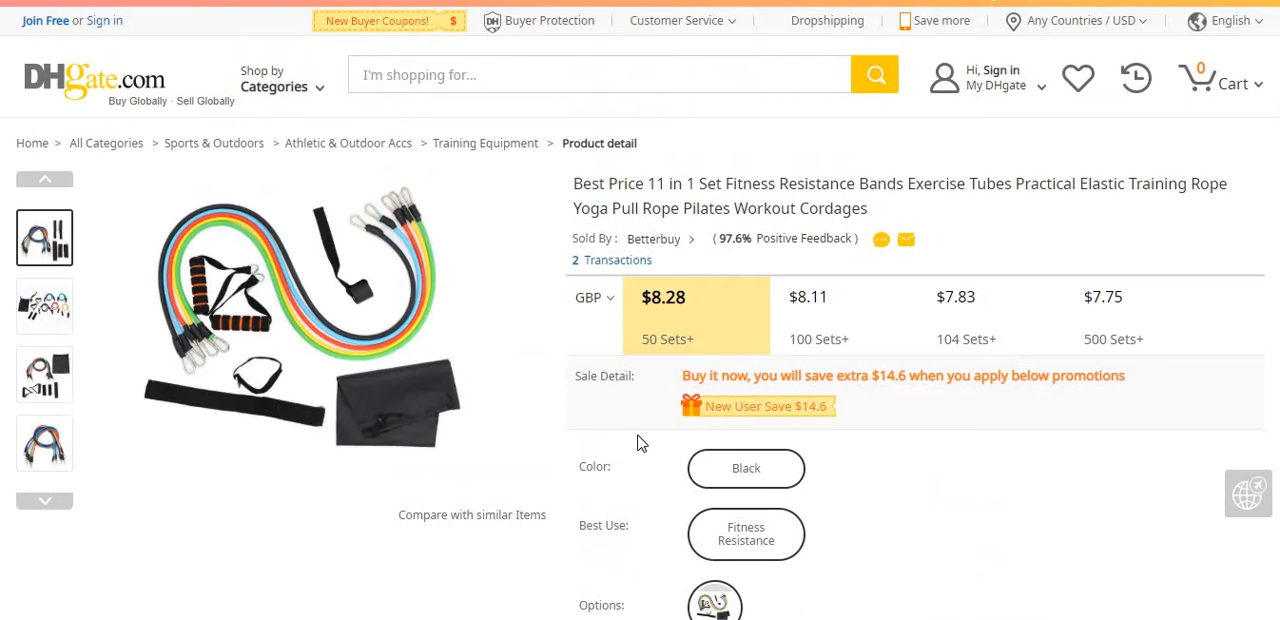 Join Free or Sign in
New Buyer Coupons! $
DH Buyer Protection
Customer Service
Dropshipping
Save more
Any Countries / USD
English
DHgate.com
Buy Globally · Sell Globally
Shop by
Categories
I'm shopping for...
Hi, Sign in
My DHgate
0
Cart
Home > All Categories > Sports & Outdoors > Athletic & Outdoor Accs > Training Equipment > Product detail
Best Price 11 in 1 Set Fitness Resistance Bands Exercise Tubes Practical Elastic Training Rope
Yoga Pull Rope Pilates Workout Cordages
Sold By : Betterbuy > ( 97.6% Positive Feedback )
2 Transactions
GBP $8.28 $8.11 $7.83 $7.75
50 Sets+ 100 Sets+ 104 Sets+ 500 Sets+
Sale Detail: Buy it now, you will save extra $14.6 when you apply below promotions
New User Save $14.6
Color: Black
Compare with similar Items
Best Use: Fitness
Resistance
Options: